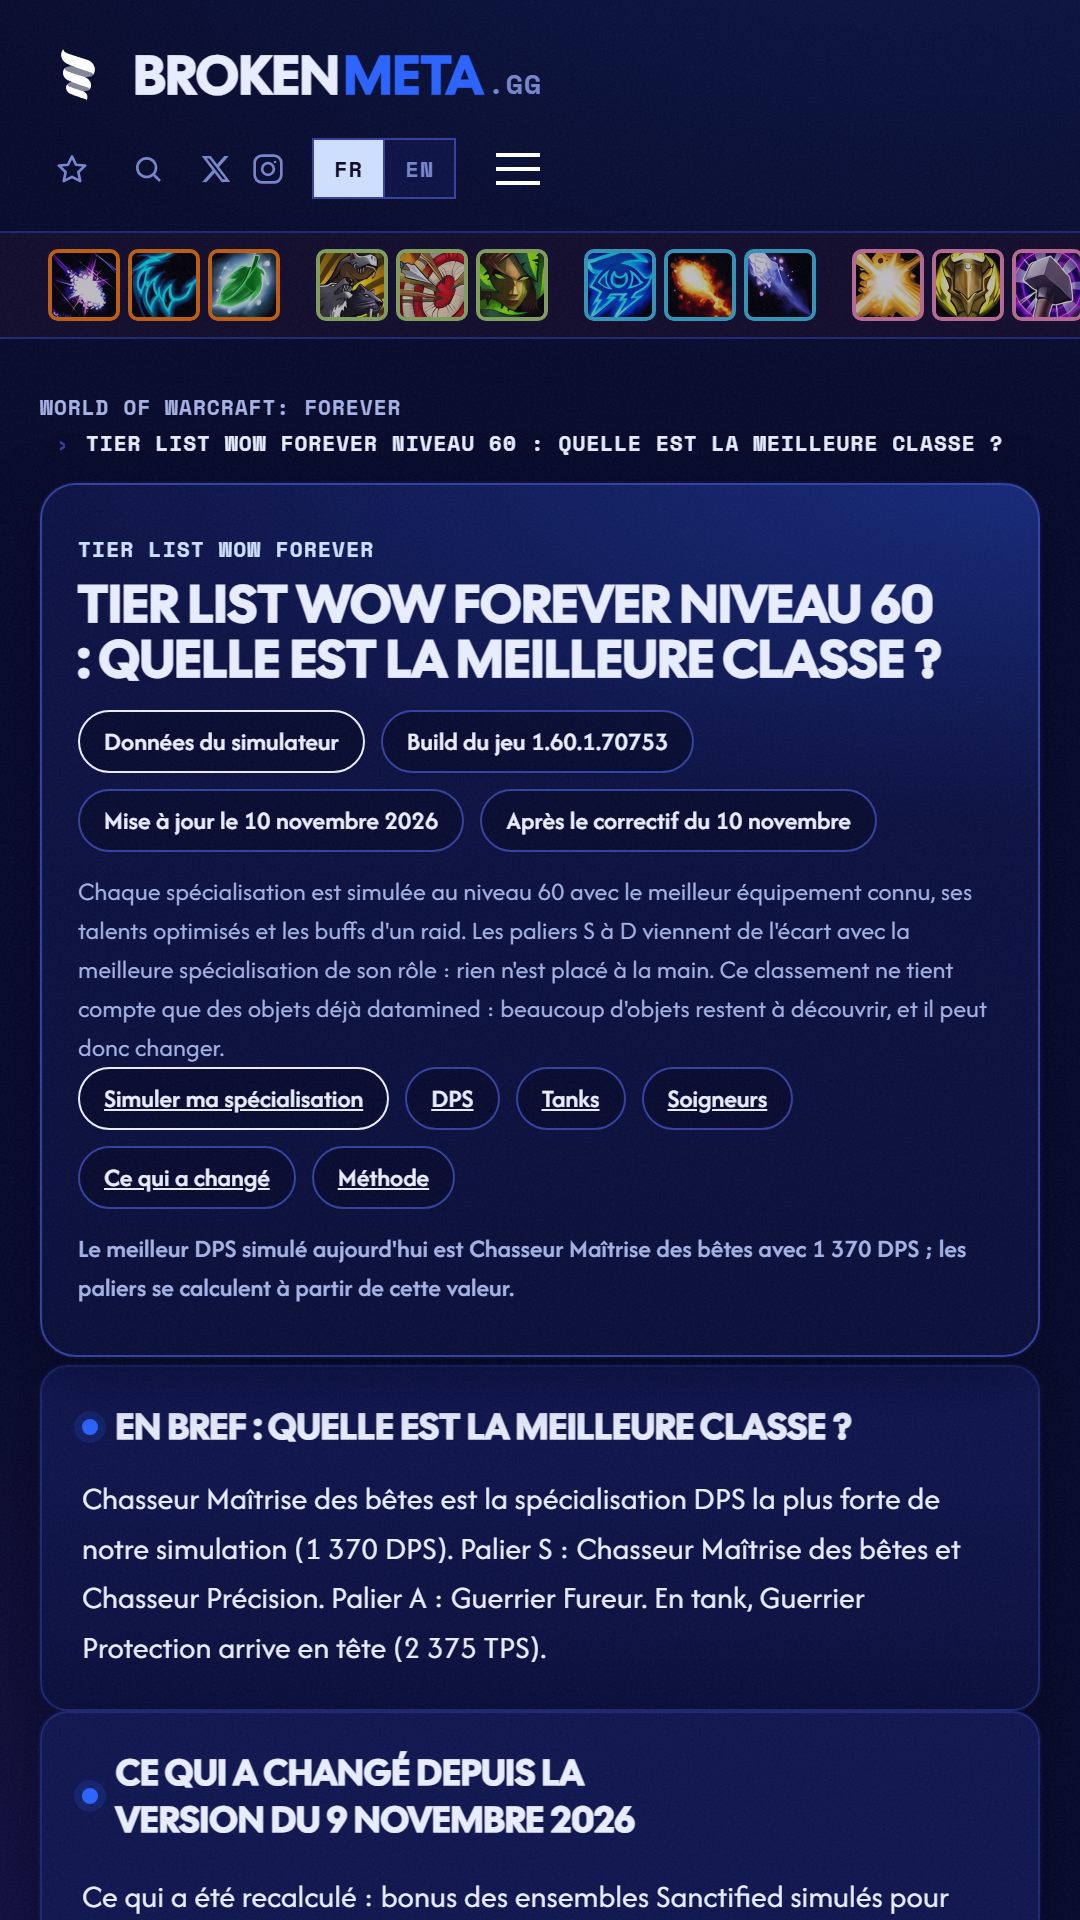 BROKENMETA.GG
FR EN
WORLD OF WARCRAFT: FOREVER
› TIER LIST WOW FOREVER NIVEAU 60 : QUELLE EST LA MEILLEURE CLASSE ?
TIER LIST WOW FOREVER
TIER LIST WOW FOREVER NIVEAU 60
: QUELLE EST LA MEILLEURE CLASSE ?
Données du simulateur
Build du jeu 1.60.1.70753
Mise à jour le 10 novembre 2026
Après le correctif du 10 novembre
Chaque spécialisation est simulée au niveau 60 avec le meilleur équipement connu, ses
talents optimisés et les buffs d'un raid. Les paliers S à D viennent de l'écart avec la
meilleure spécialisation de son rôle : rien n'est placé à la main. Ce classement ne tient
compte que des objets déjà datamined : beaucoup d'objets restent à découvrir, et il peut
donc changer.
Simuler ma spécialisation
DPS
Tanks
Soigneurs
Ce qui a changé
Méthode
Le meilleur DPS simulé aujourd'hui est Chasseur Maîtrise des bêtes avec 1 370 DPS ; les
paliers se calculent à partir de cette valeur.
EN BREF : QUELLE EST LA MEILLEURE CLASSE ?
Chasseur Maîtrise des bêtes est la spécialisation DPS la plus forte de
notre simulation (1 370 DPS). Palier S : Chasseur Maîtrise des bêtes et
Chasseur Précision. Palier A : Guerrier Fureur. En tank, Guerrier
Protection arrive en tête (2 375 TPS).
CE QUI A CHANGÉ DEPUIS LA
VERSION DU 9 NOVEMBRE 2026
Ce qui a été recalculé : bonus des ensembles Sanctified simulés pour